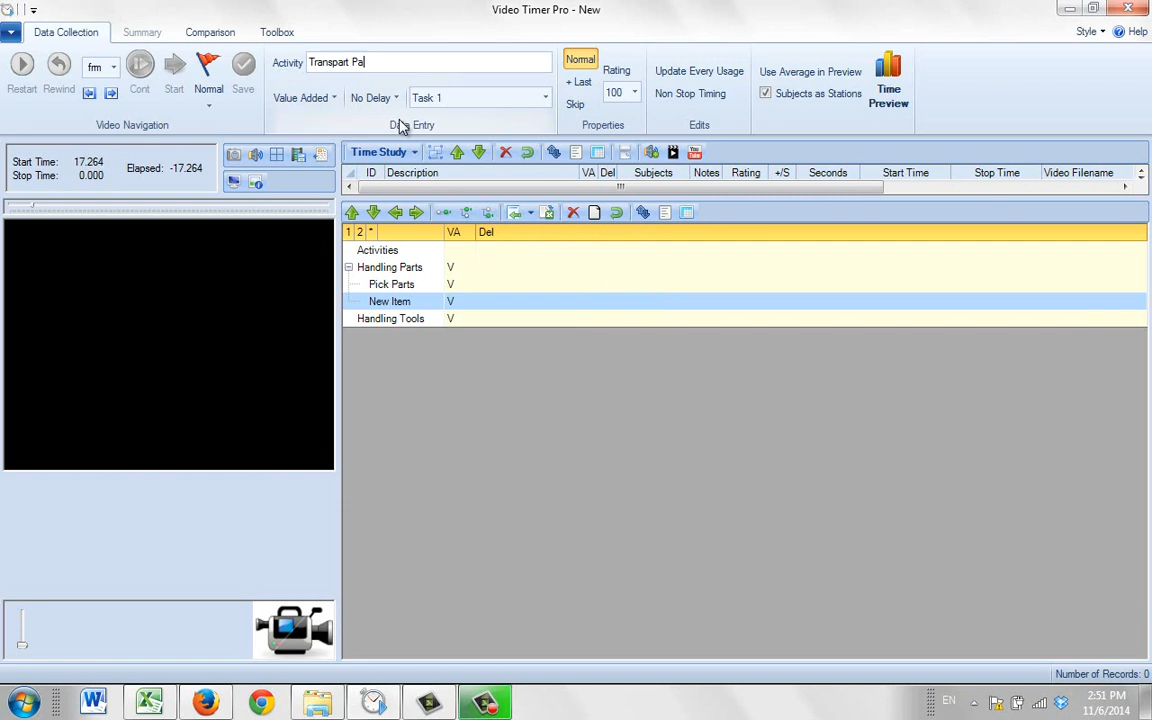 Video Timer Pro - New
Data Collection Summary Comparison Toolbox Style Help
Restart Rewind frm Cont Start Normal Save
Video Navigation
Activity Transpart Pa
Value Added No Delay Task 1
Data Entry
Normal
+ Last
Skip
Rating
100
Properties
Update Every Usage
Non Stop Timing
Edits
Use Average in Preview
Subjects as Stations
Time
Preview
Start Time: 17.264
Stop Time: 0.000
Elapsed: -17.264
Time Study
You
Tube
ID Description VA Del Subjects Notes Rating +/S Seconds Start Time Stop Time Video Filename
1 2 * VA Del
Activities
Handling Parts V
Pick Parts V
New Item V
Handling Tools V
Number of Records: 0
EN
2:51 PM
11/6/2014